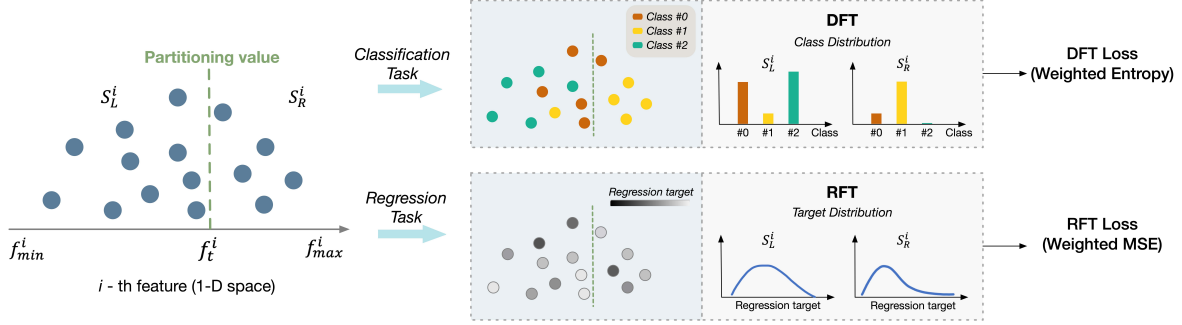 Partitioning value
S_L^i
S_R^i
f_min^i
f_t^i
f_max^i
i - th feature (1-D space)
Classification
Task
Regression
Task
Class #0
Class #1
Class #2
DFT
Class Distribution
S_L^i
S_R^i
#0 #1 #2 Class
#0 #1 #2 Class
DFT Loss
(Weighted Entropy)
Regression target
RFT
Target Distribution
S_L^i
S_R^i
Regression target
Regression target
RFT Loss
(Weighted MSE)